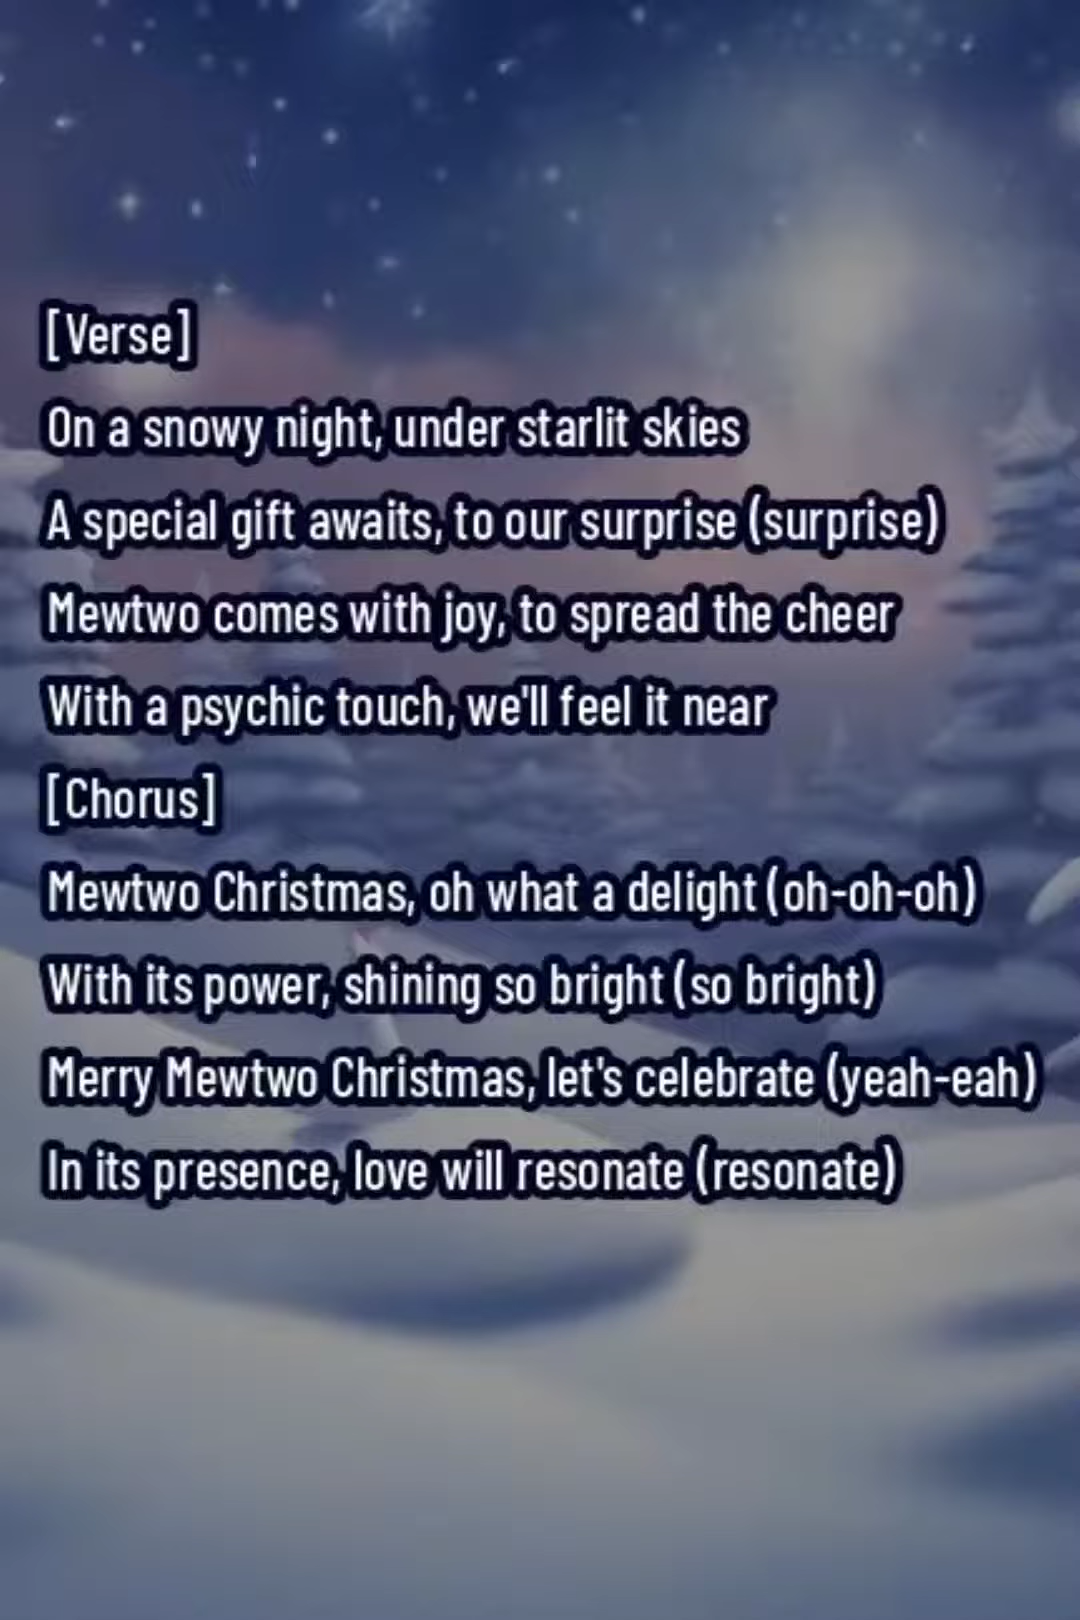 [Verse]
On a snowy night, under starlit skies
A special gift awaits, to our surprise (surprise)
Mewtwo comes with joy, to spread the cheer
With a psychic touch, we'll feel it near
[Chorus]
Mewtwo Christmas, oh what a delight (oh-oh-oh)
With its power, shining so bright (so bright)
Merry Mewtwo Christmas, let's celebrate (yeah-eah)
In its presence, love will resonate (resonate)